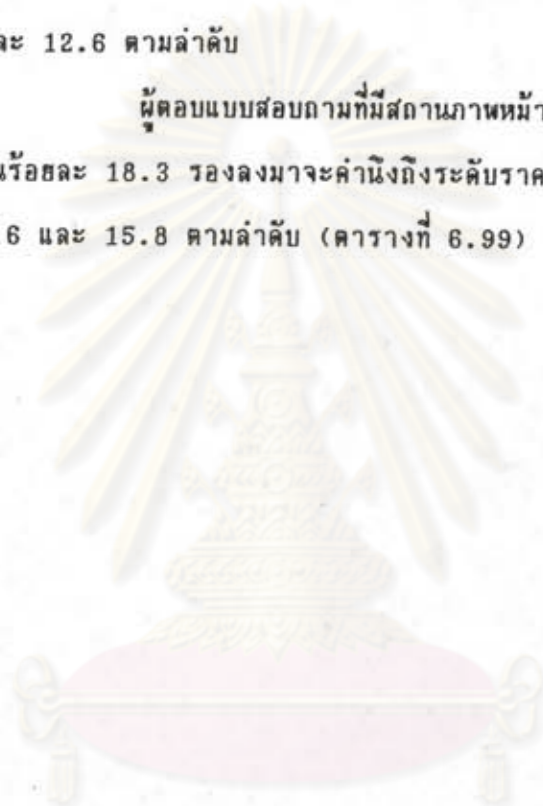 ละ 12.6 ตามลำดับ
ผู้ตอบแบบสอบถามที่มีสถานภาพหม้า
นร้อยละ 18.3 รองลงมาจะคำนึงถึงระดับราค
6 และ 15.8 ตามลำดับ (ตารางที่ 6.99)